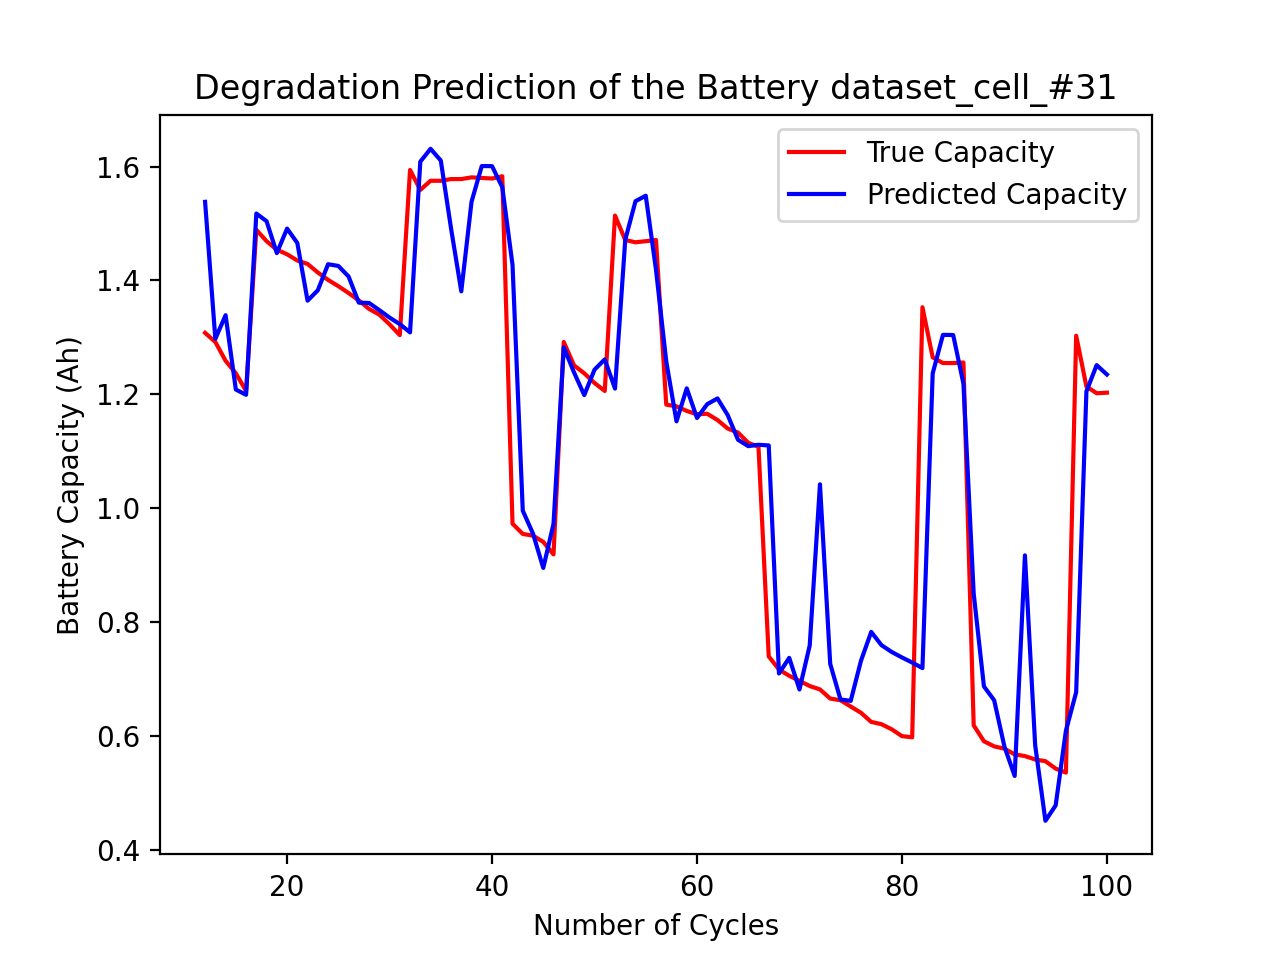 Degradation Prediction of the Battery dataset_cell_#31
True Capacity
Predicted Capacity
Battery Capacity (Ah)
1.6
1.4
1.2
1.0
0.8
0.6
0.4
20 40 60 80 100
Number of Cycles